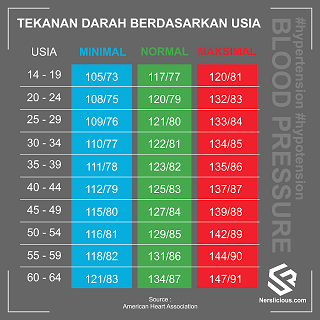 TEKANAN DARAH BERDASARKAN USIA
USIA MINIMAL NORMAL MAKSIMAL
14 - 19 105/73 117/77 120/81
20 - 24 108/75 120/79 132/83
25 - 29 109/76 121/80 133/84
30 - 34 110/77 122/81 134/85
35 - 39 111/78 123/82 135/86
40 - 44 112/79 125/83 137/87
45 - 49 115/80 127/84 139/88
50 - 54 116/81 129/85 142/89
55 - 59 118/82 131/86 144/90
60 - 64 121/83 134/87 147/91
Source :
American Heart Association
#hypertension #hypotension
BLOOD PRESSURE
Nerslicious.com